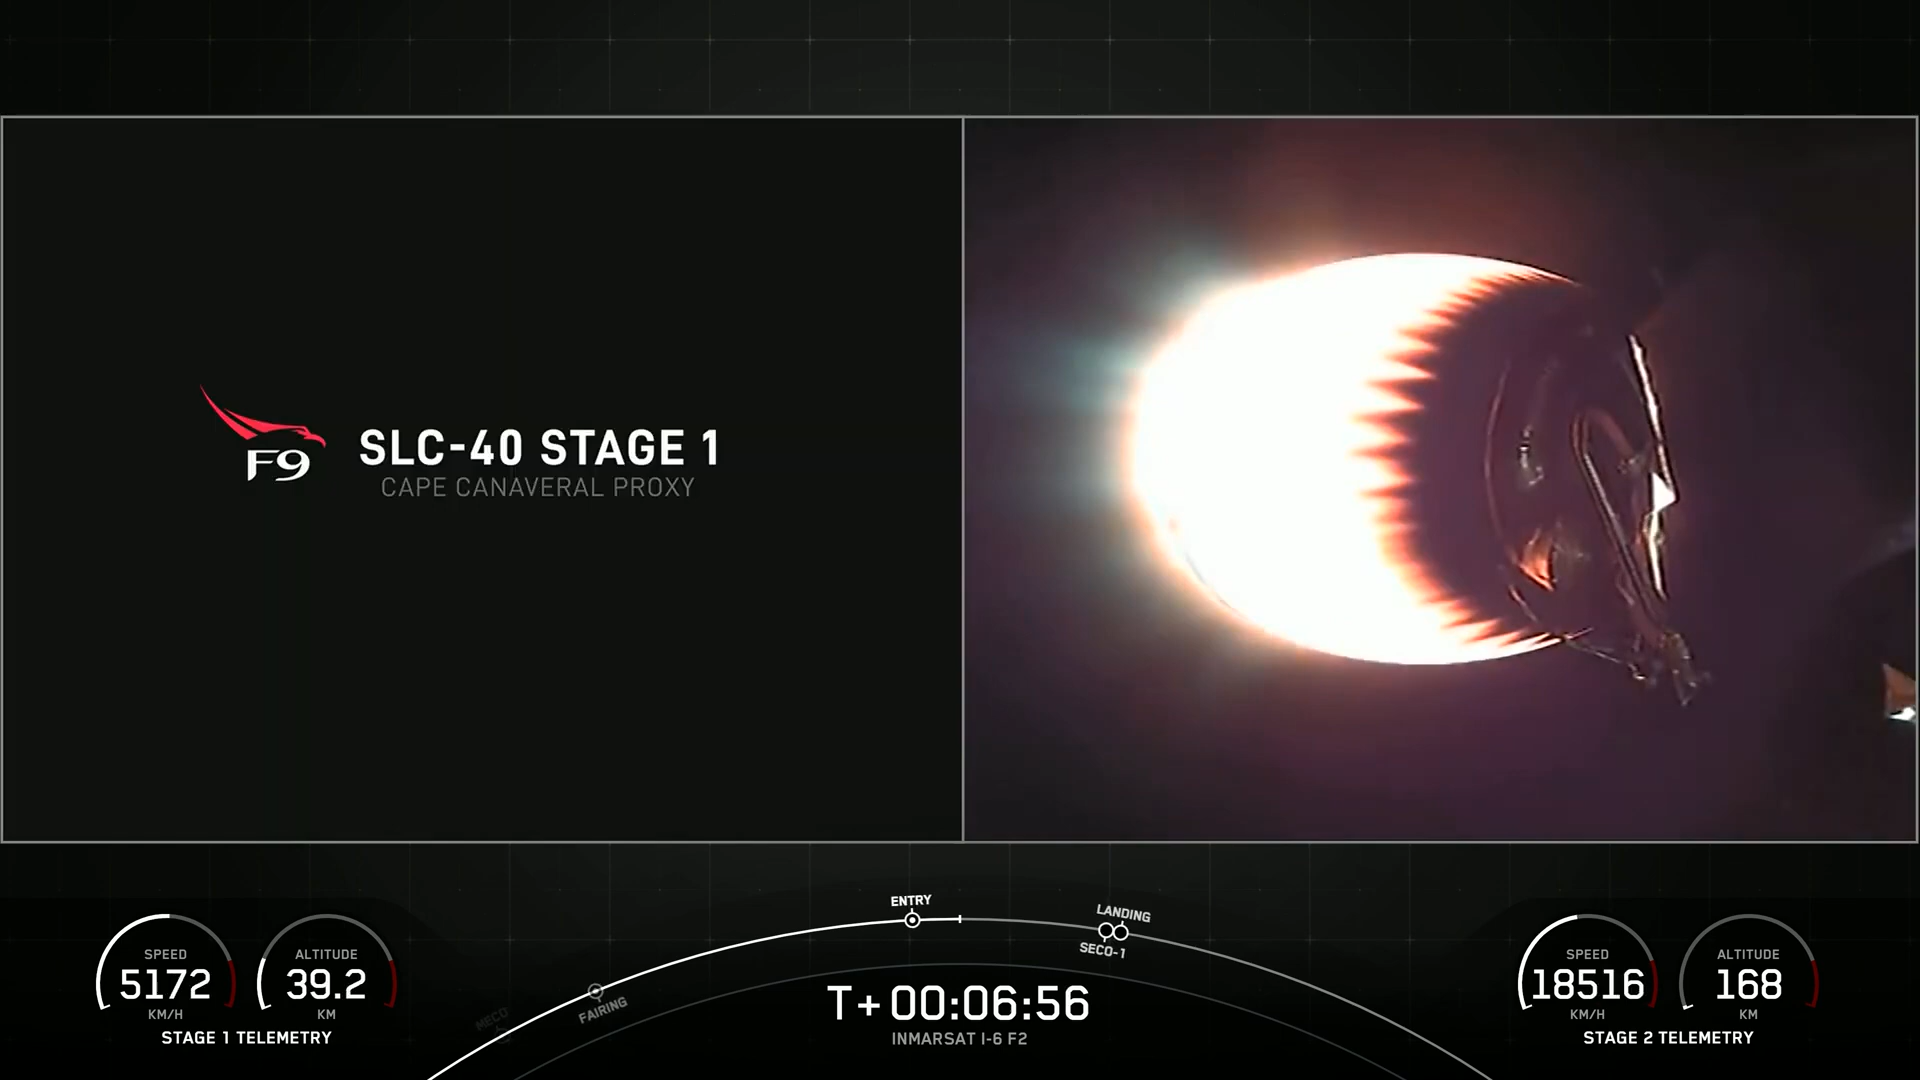 F9
SLC-40 STAGE 1
CAPE CANAVERAL PROXY
ENTRY
LANDING
SECO-1
FAIRING
MECO
SPEED
5172
KM/H
ALTITUDE
39.2
KM
STAGE 1 TELEMETRY
T+00:06:56
INMARSAT I-6 F2
SPEED
18516
KM/H
ALTITUDE
168
KM
STAGE 2 TELEMETRY